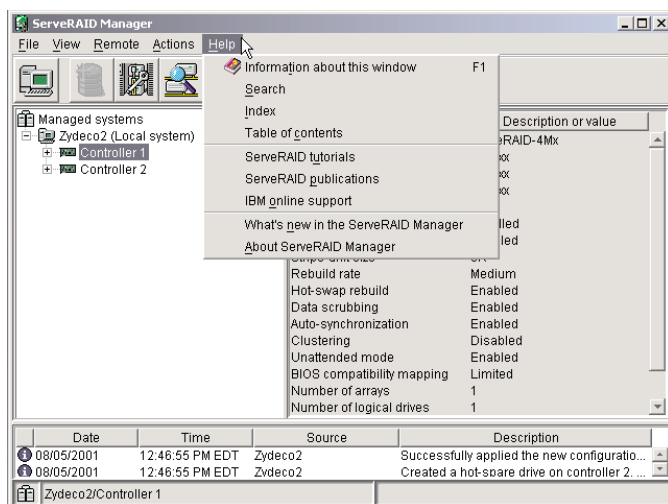 ServeRAID Manager
File View Remote Actions Help
Information about this window F1
Search
Index
Table of contents
ServeRAID tutorials
ServeRAID publications
IBM online support
What's new in the ServeRAID Manager
About ServeRAID Manager
Managed systems
Zydeco2 (Local system)
Controller 1
Controller 2
Description or value
Rebuild rate Medium
Hot-swap rebuild Enabled
Data scrubbing Enabled
Auto-synchronization Enabled
Clustering Disabled
Unattended mode Enabled
BIOS compatibility mapping Limited
Number of arrays 1
Number of logical drives 1
Date Time Source Description
08/05/2001 12:46:55 PM EDT Zydeco2 Successfully applied the new configuratio...
08/05/2001 12:46:55 PM EDT Zydeco2 Created a hot-spare drive on controller 2. ...
Zydeco2/Controller 1